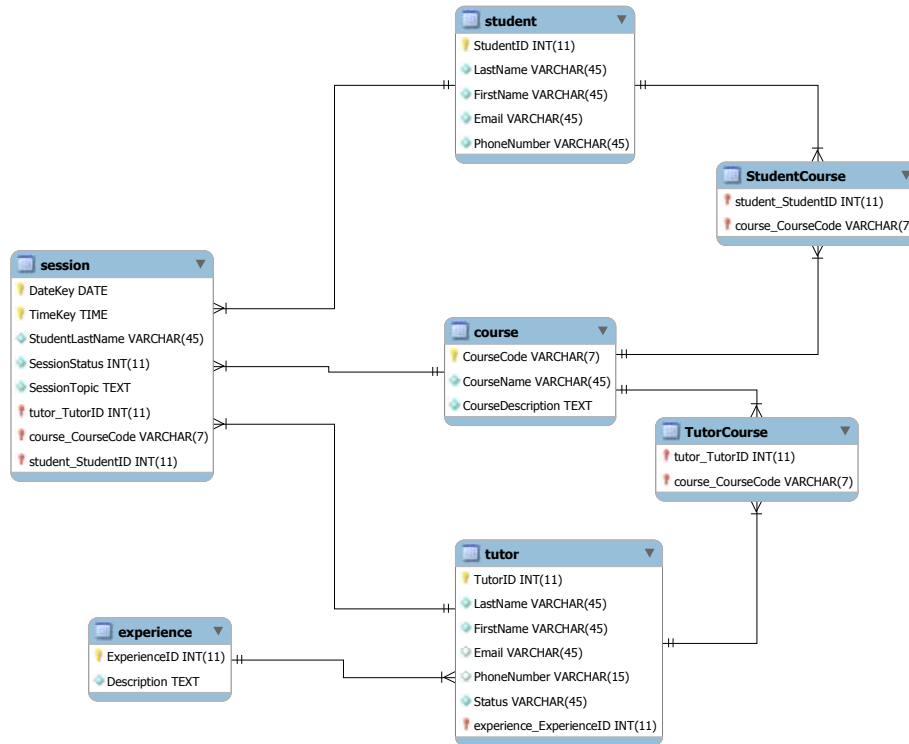 student
StudentID INT(11)
LastName VARCHAR(45)
FirstName VARCHAR(45)
Email VARCHAR(45)
PhoneNumber VARCHAR(45)
StudentCourse
student_StudentID INT(11)
course_CourseCode VARCHAR(7
session
DateKey DATE
TimeKey TIME
StudentLastName VARCHAR(45)
SessionStatus INT(11)
SessionTopic TEXT
tutor_TutorID INT(11)
course_CourseCode VARCHAR(7)
student_StudentID INT(11)
course
CourseCode VARCHAR(7)
CourseName VARCHAR(45)
CourseDescription TEXT
TutorCourse
tutor_TutorID INT(11)
course_CourseCode VARCHAR(7)
tutor
TutorID INT(11)
LastName VARCHAR(45)
FirstName VARCHAR(45)
Email VARCHAR(45)
PhoneNumber VARCHAR(15)
Status VARCHAR(45)
experience_ExperienceID INT(11)
experience
ExperienceID INT(11)
Description TEXT